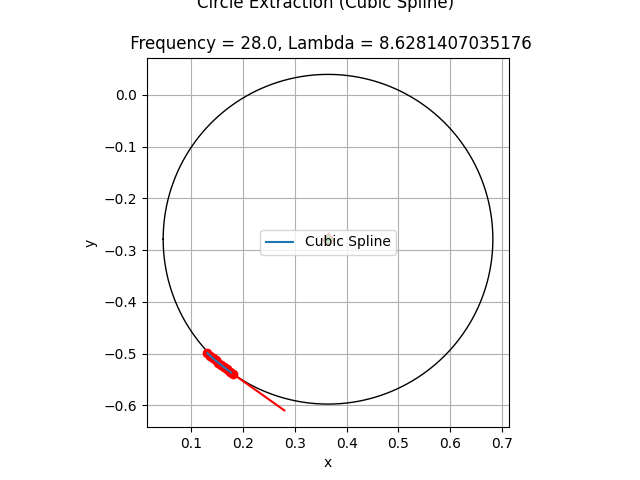 Circle Extraction (Cubic Spline)
Frequency = 28.0, Lambda = 8.6281407035176
0.0
−0.1
−0.2
−0.3
−0.4
−0.5
−0.6
y
Cubic Spline
0.1 0.2 0.3 0.4 0.5 0.6 0.7
x